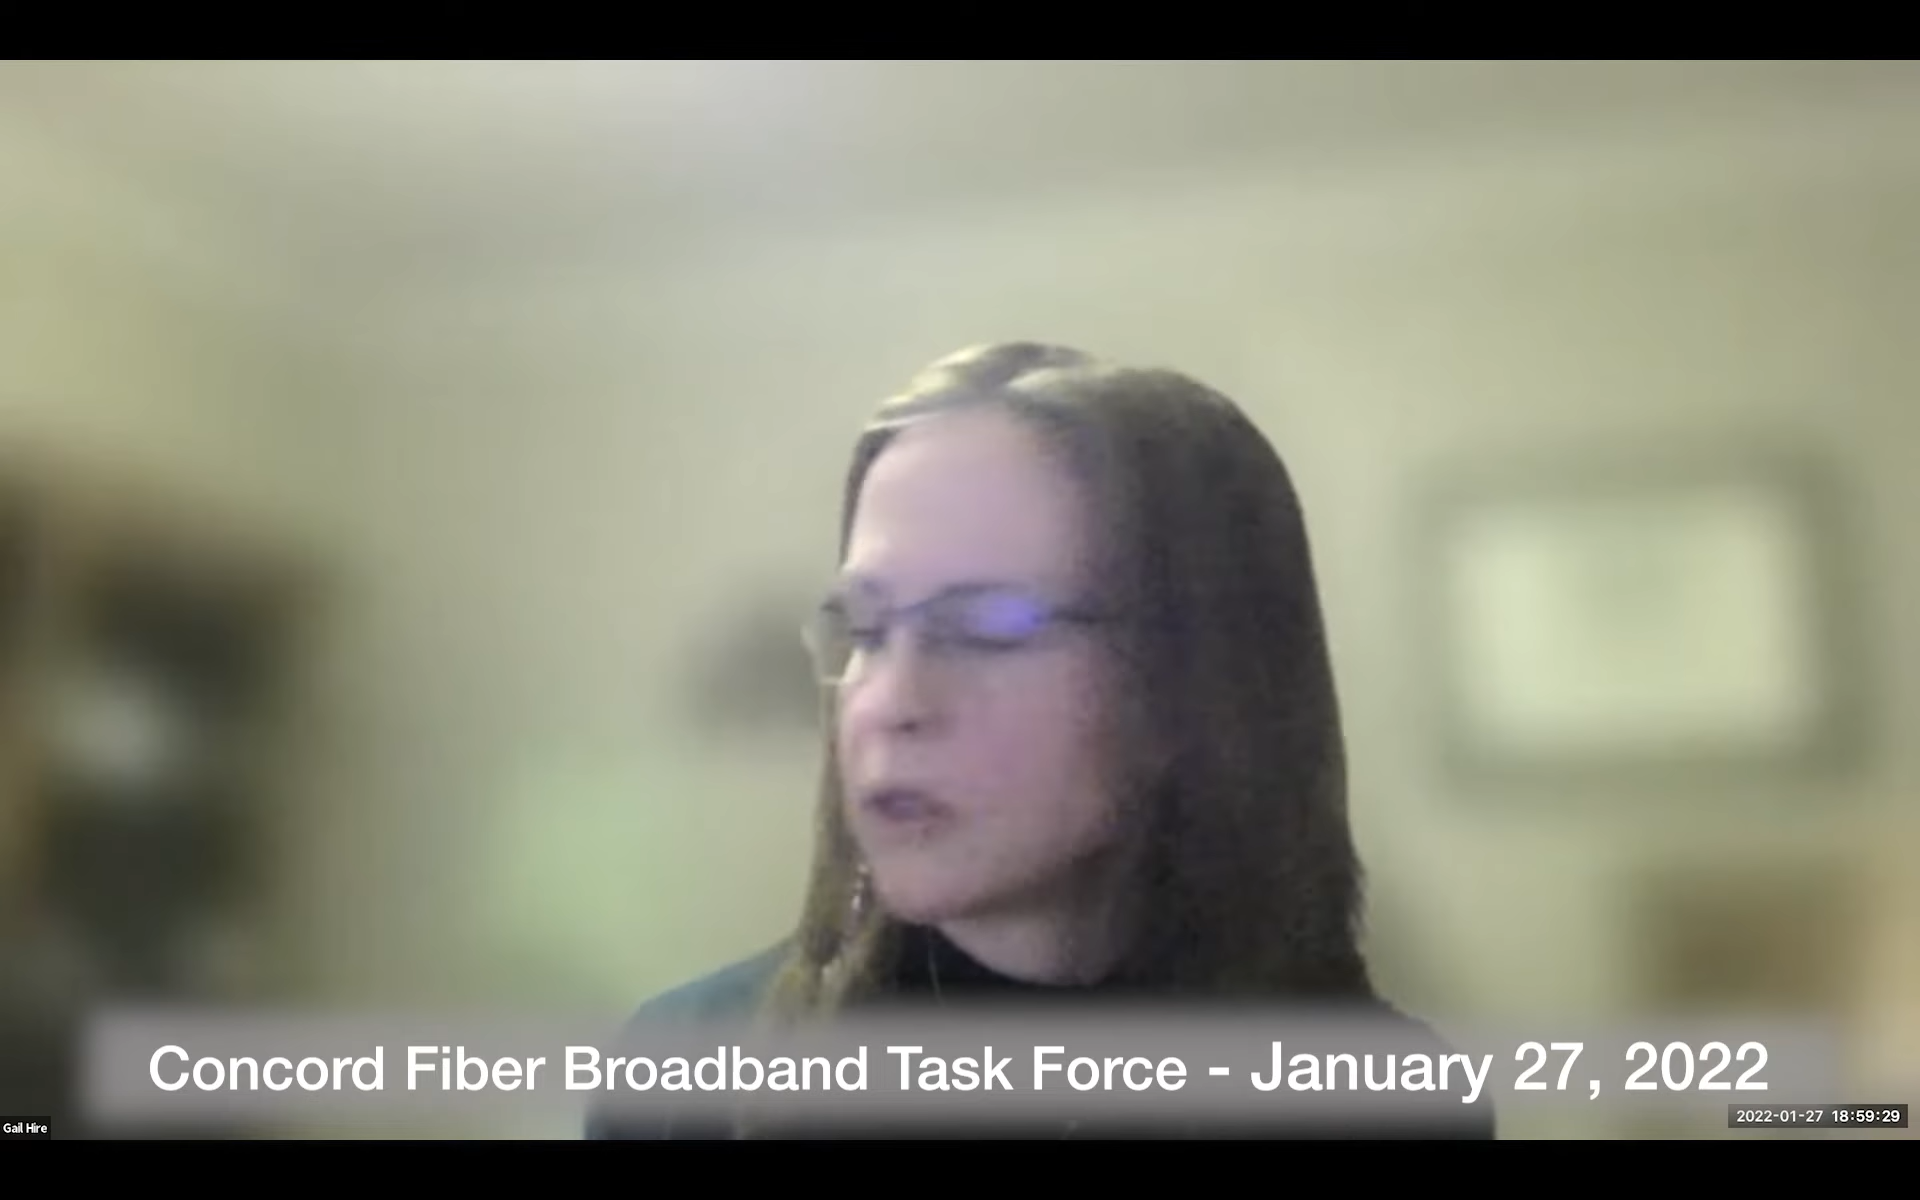 Concord Fiber Broadband Task Force - January 27, 2022
Gail Hire
2022-01-27 18:59:29